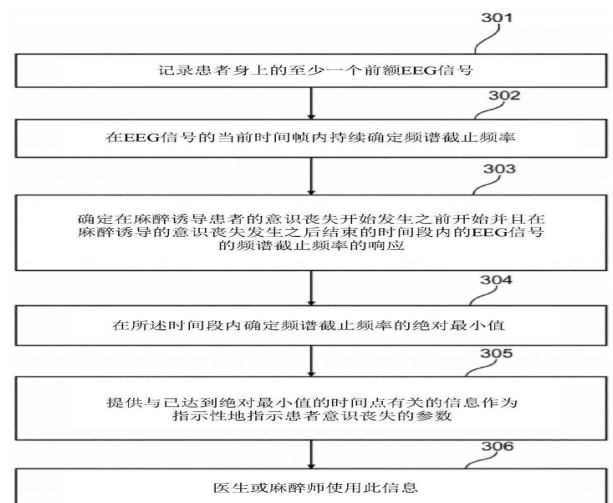 301
记录患者身上的至少一个前额EEG信号
302
在EEG信号的当前时间帧内持续确定频谱截止频率
303
确定在麻醉诱导患者的意识丧失开始发生之前开始并且在
麻醉诱导的意识丧失发生之后结束的时间段内的EEG信号
的频谱截止频率的响应
304
在所述时间段内确定频谱截止频率的绝对最小值
305
提供与已达到绝对最小值的时间点有关的信息作为
指示性地指示患者意识丧失的参数
306
医生或麻醉师使用此信息